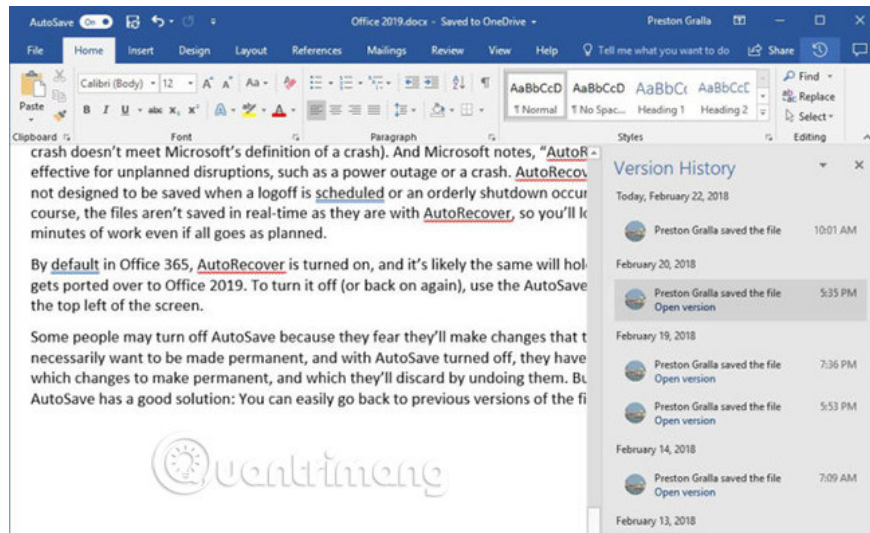 AutoSave On Office 2019.docx - Saved to OneDrive Preston Gralla
File Home Insert Design Layout References Mailings Review View Help Tell me what you want to do Share
Paste
Calibri (Body) 12 A A Aa
B I U abc x₂ x² A A
AaBbCcD AaBbCcD AaBbCc AaBbCcC
¶ Normal ¶ No Spac... Heading 1 Heading 2
Find
Replace
Select
Clipboard Font Paragraph Styles Editing
crash doesn't meet Microsoft's definition of a crash). And Microsoft notes, "AutoR
effective for unplanned disruptions, such as a power outage or a crash. AutoRecov
not designed to be saved when a logoff is scheduled or an orderly shutdown occur
course, the files aren't saved in real-time as they are with AutoRecover, so you'll lo
minutes of work even if all goes as planned.
By default in Office 365, AutoRecover is turned on, and it's likely the same will hol
gets ported over to Office 2019. To turn it off (or back on again), use the AutoSave
the top left of the screen.
Some people may turn off AutoSave because they fear they'll make changes that t
necessarily want to be made permanent, and with AutoSave turned off, they have
which changes to make permanent, and which they'll discard by undoing them. Bu
AutoSave has a good solution: You can easily go back to previous versions of the fi
Quantrimang
Version History
Today, February 22, 2018
Preston Gralla saved the file 10:01 AM
February 20, 2018
Preston Gralla saved the file 5:35 PM
Open version
February 19, 2018
Preston Gralla saved the file 7:36 PM
Open version
Preston Gralla saved the file 5:53 PM
Open version
February 14, 2018
Preston Gralla saved the file 7:09 AM
Open version
February 13, 2018